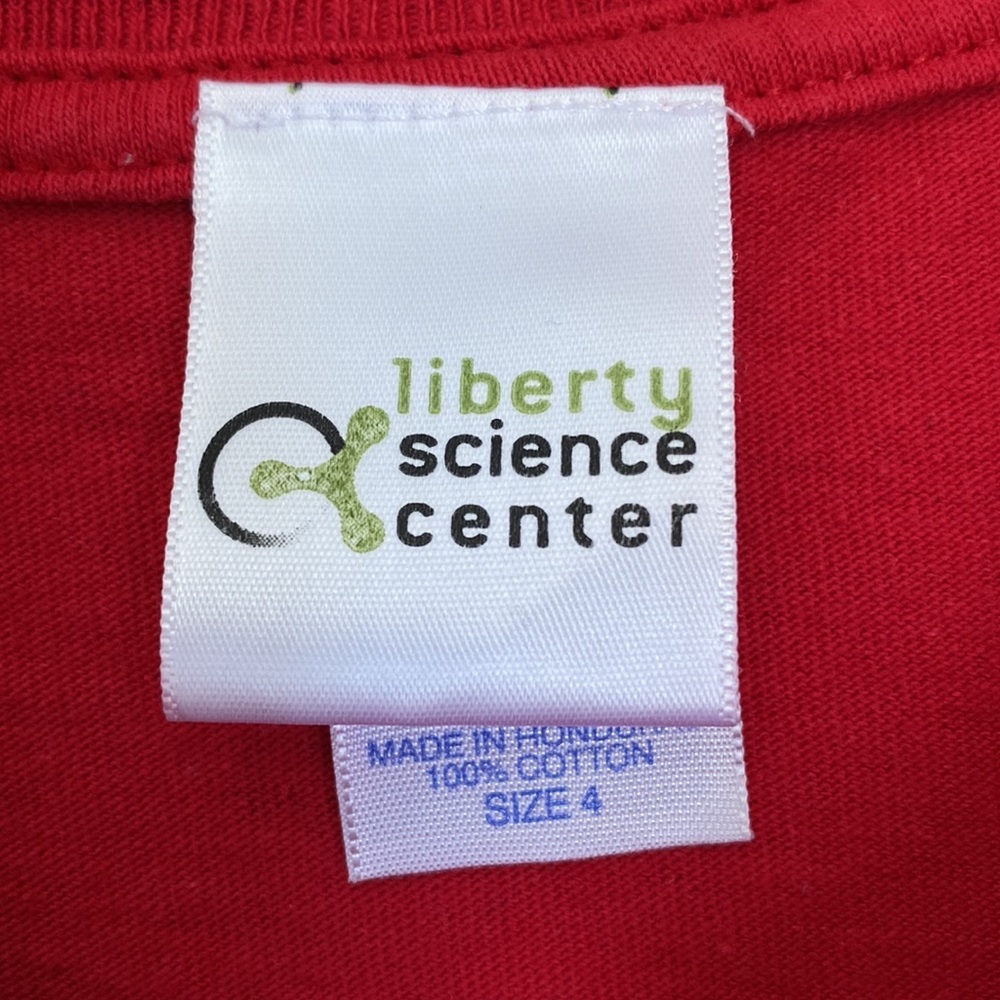 liberty
science
center
MADE IN
100% COTTON
SIZE 4